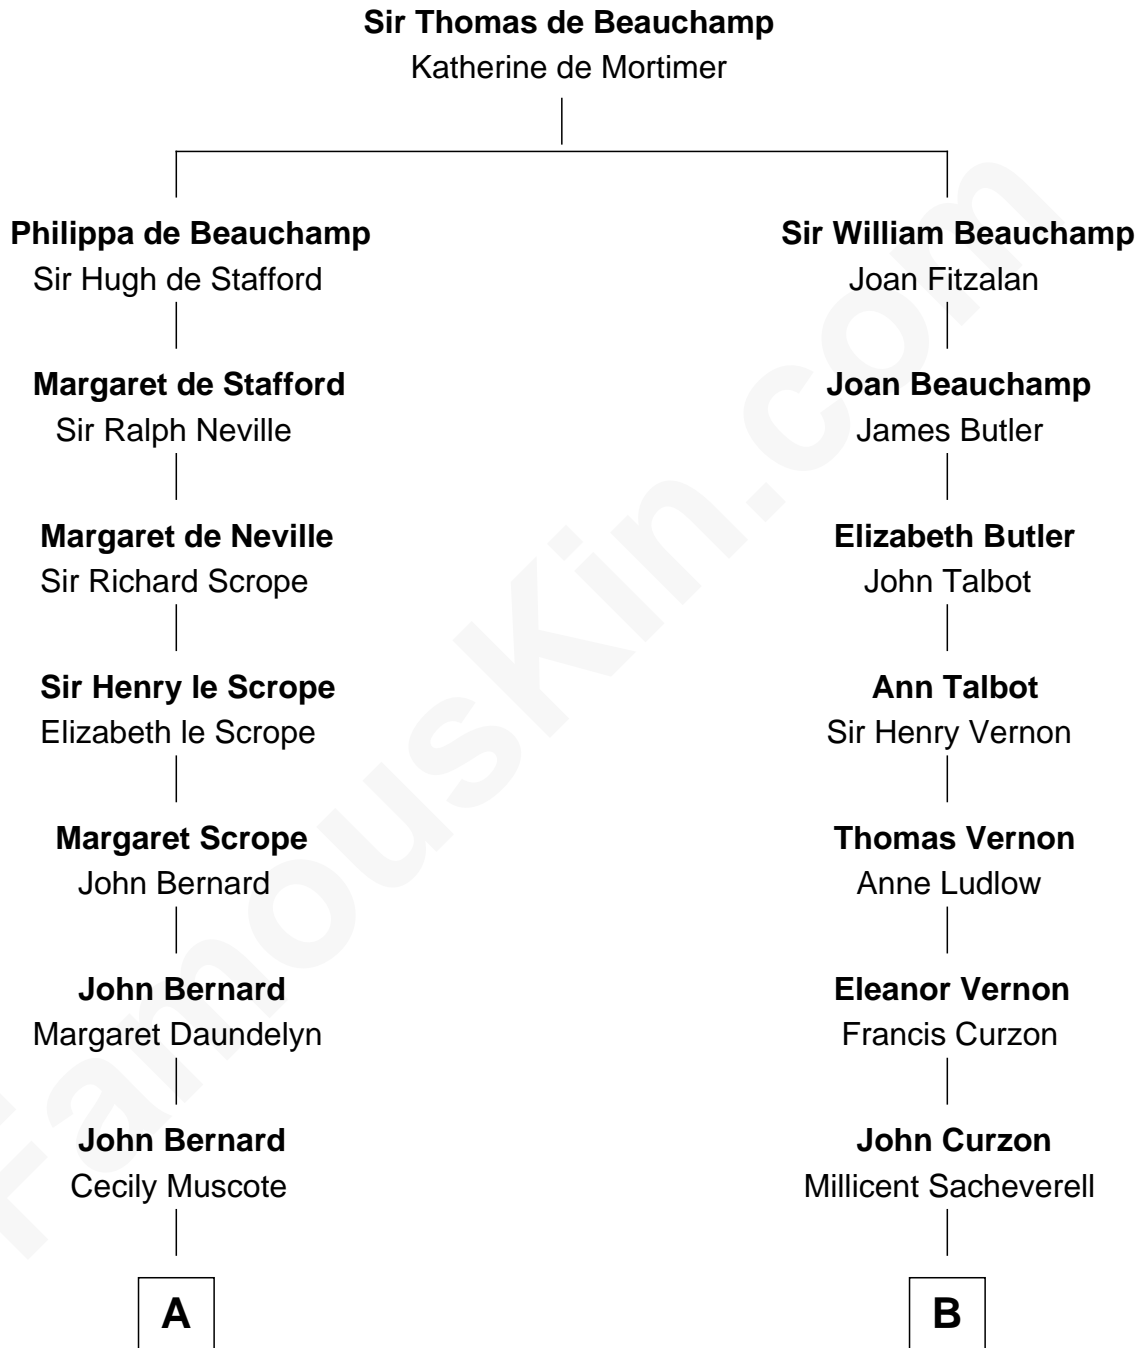 Sir Thomas de Beauchamp
Katherine de Mortimer
Philippa de Beauchamp
Sir Hugh de Stafford
Margaret de Stafford
Sir Ralph Neville
Margaret de Neville
Sir Richard Scrope
Sir Henry le Scrope
Elizabeth le Scrope
Margaret Scrope
John Bernard
John Bernard
Margaret Daundelyn
John Bernard
Cecily Muscote
A
Sir William Beauchamp
Joan Fitzalan
Joan Beauchamp
James Butler
Elizabeth Butler
John Talbot
Ann Talbot
Sir Henry Vernon
Thomas Vernon
Anne Ludlow
Eleanor Vernon
Francis Curzon
John Curzon
Millicent Sacheverell
B
FamousKin.com